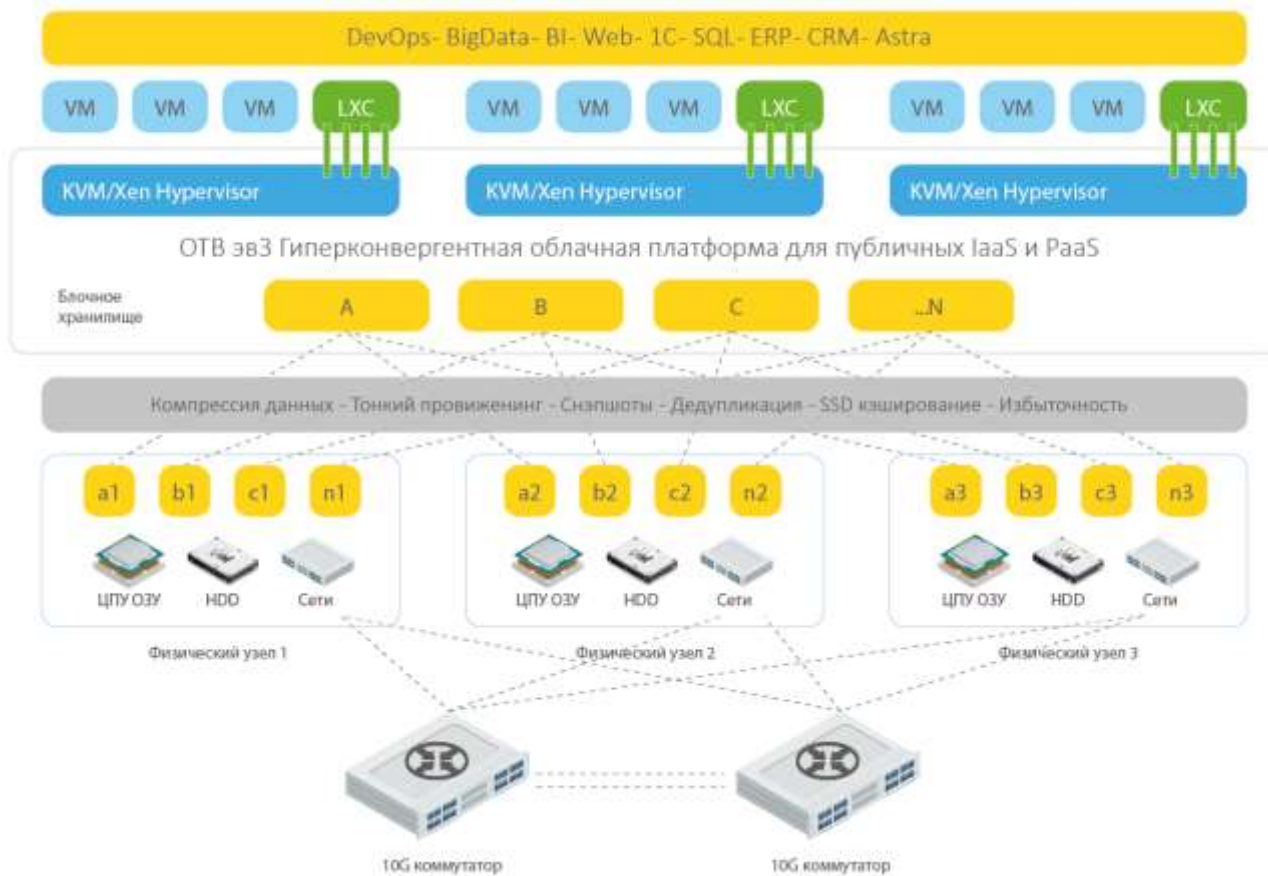 DevOps- BigData- BI- Web- 1C- SQL- ERP- CRM- Astra
VM VM VM LXC VM VM VM LXC VM VM VM LXC
KVM/Xen Hypervisor KVM/Xen Hypervisor KVM/Xen Hypervisor
ОТВ эв3 Гиперконвергентная облачная платформа для публичных IaaS и PaaS
Блочное
хранилище
A B C ...N
Компрессия данных - Тонкий провиженинг - Снэпшоты - Дедупликация - SSD кэширование - Избыточность
a1 b1 c1 n1 a2 b2 c2 n2 a3 b3 c3 n3
ЦПУ ОЗУ HDD Сети ЦПУ ОЗУ HDD Сети ЦПУ ОЗУ HDD Сети
Физический узел 1 Физический узел 2 Физический узел 3
10G коммутатор 10G коммутатор